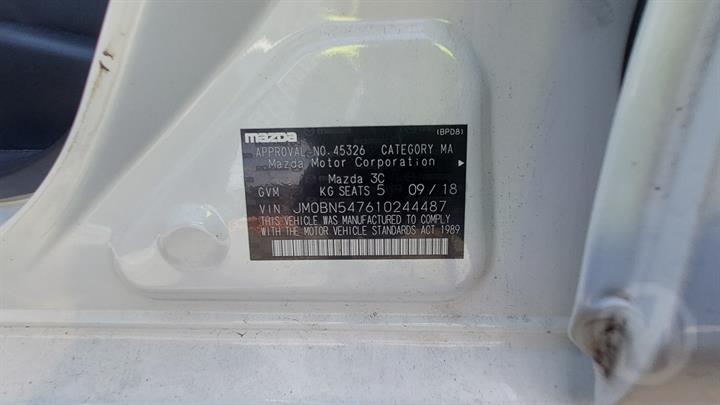 mazda (BPD8)
APPROVAL NO. 45326 CATEGORY MA
Mazda Motor Corporation
Mazda 3C
GVM KG SEATS 5 09/18
VIN JM0BN547610244487
THIS VEHICLE WAS MANUFACTURED TO COMPLY
WITH THE MOTOR VEHICLE STANDARDS ACT 1989